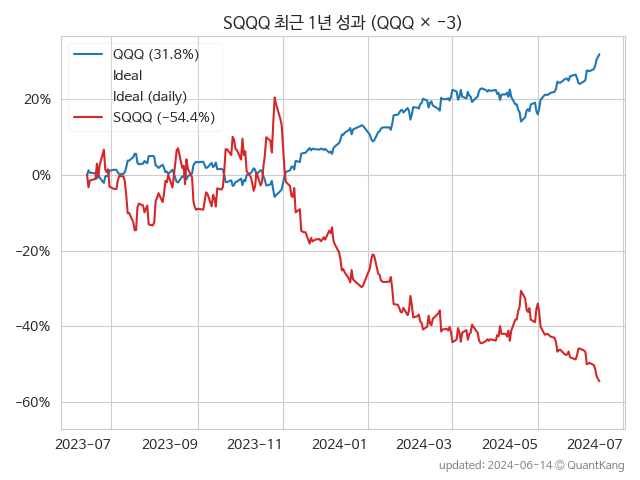 SQQQ 최근 1년 성과 (QQQ × −3)
QQQ (31.8%)
Ideal
Ideal (daily)
SQQQ (−54.4%)
20%
0%
−20%
−40%
−60%
2023-07 2023-09 2023-11 2024-01 2024-03 2024-05 2024-07
updated: 2024-06-14 © QuantKang